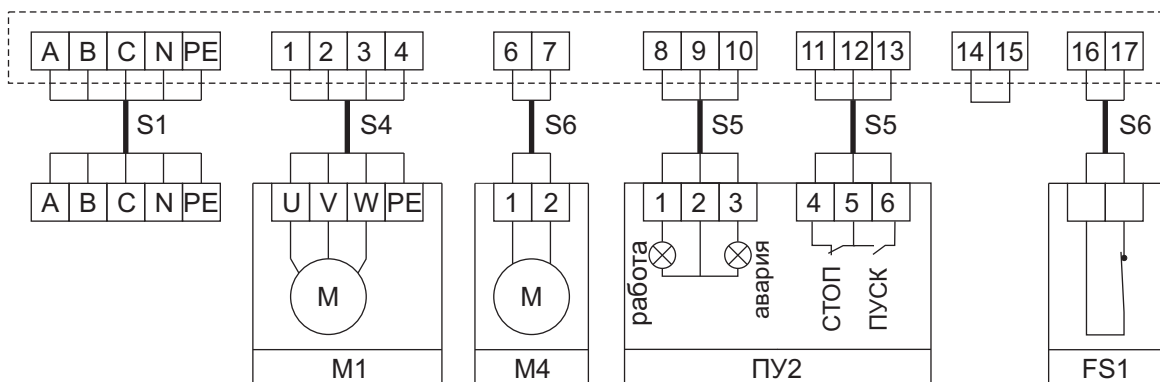 A B C N PE 1 2 3 4 6 7 8 9 10 11 12 13 14 15 16 17
S1 S4 S6 S5 S5 S6
A B C N PE U V W PE 1 2 1 2 3 4 5 6
работа авария СТОП ПУСК
M M
M1 M4 ПУ2 FS1